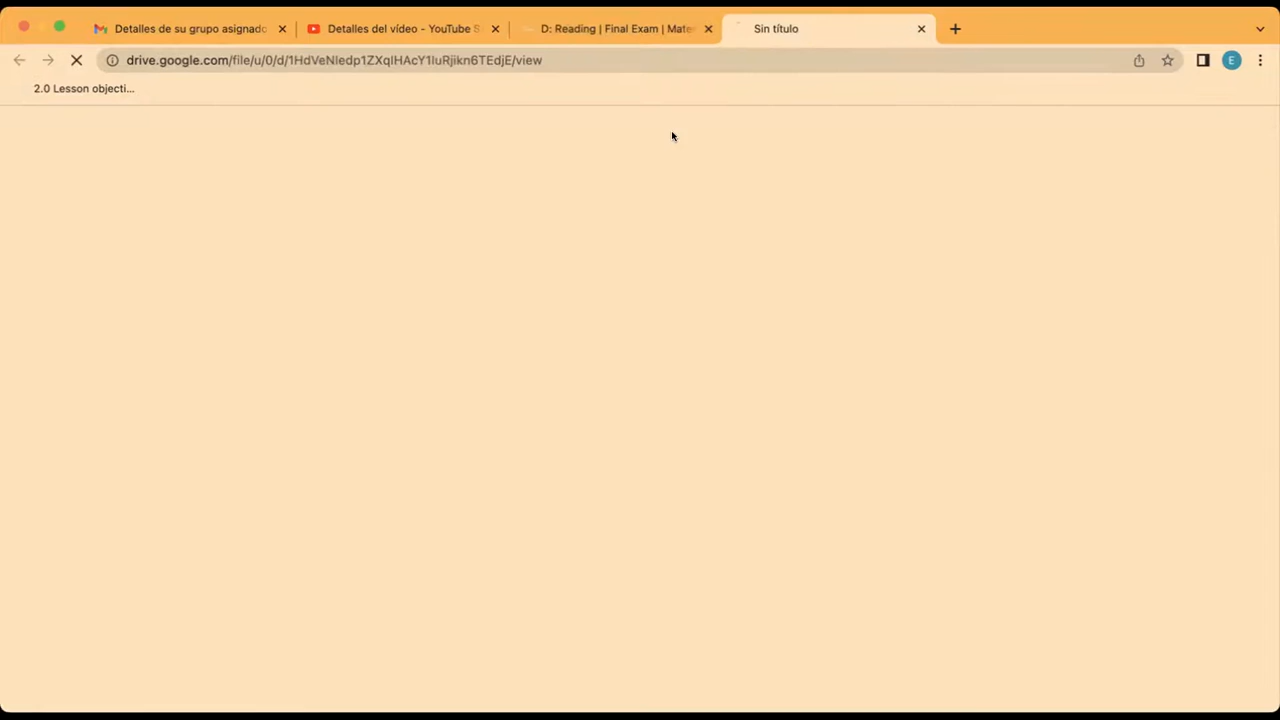 Detalles de su grupo asignado
Detalles del vídeo - YouTube S
D: Reading | Final Exam | Mate
Sin título
drive.google.com/file/u/0/d/1HdVeNledp1ZXqlHAcY1luRjikn6TEdjE/view
E
2.0 Lesson objecti...